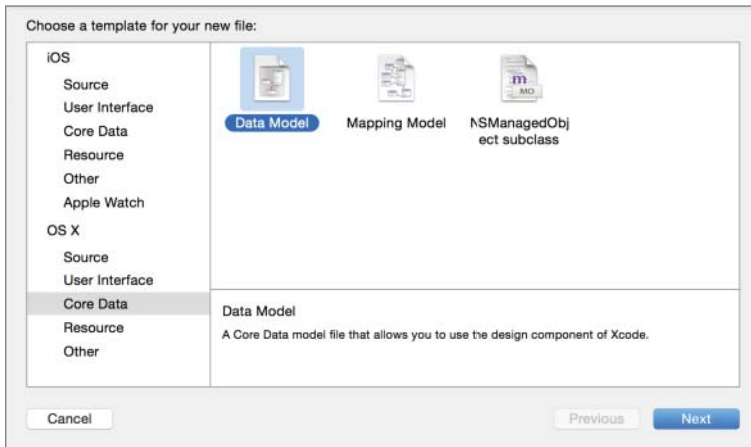 Choose a template for your new file:
iOS
Source
User Interface
Core Data
Resource
Other
Apple Watch
OS X
Source
User Interface
Core Data
Resource
Other
Data Model
Mapping Model
m
MO
NSManagedObj
ect subclass
Data Model
A Core Data model file that allows you to use the design component of Xcode.
Cancel
Previous
Next